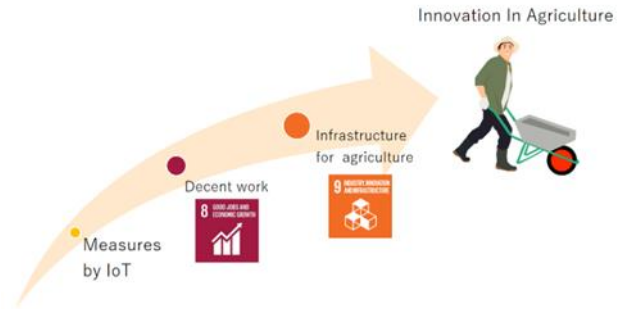 Innovation In Agriculture
Infrastructure
for agriculture
9 INDUSTRY, INNOVATION
AND INFRASTRUCTURE
Decent work
8 GOOD JOBS AND
ECONOMIC GROWTH
Measures
by IoT